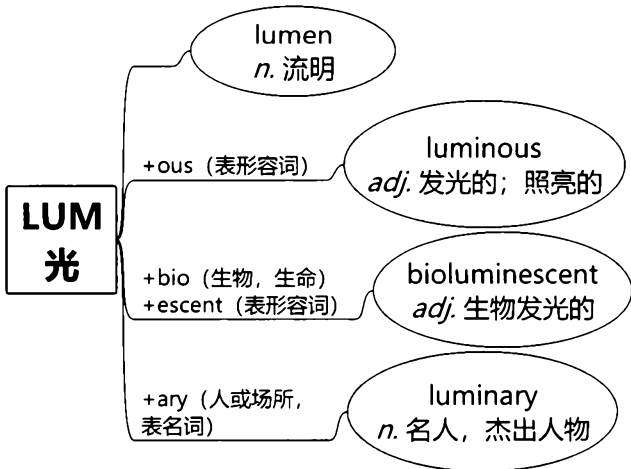 LUM
光
lumen
n. 流明
+ous（表形容词）
luminous
adj. 发光的；照亮的
+bio（生物，生命）
+escent（表形容词）
bioluminescent
adj. 生物发光的
+ary（人或场所，
表名词）
luminary
n. 名人，杰出人物